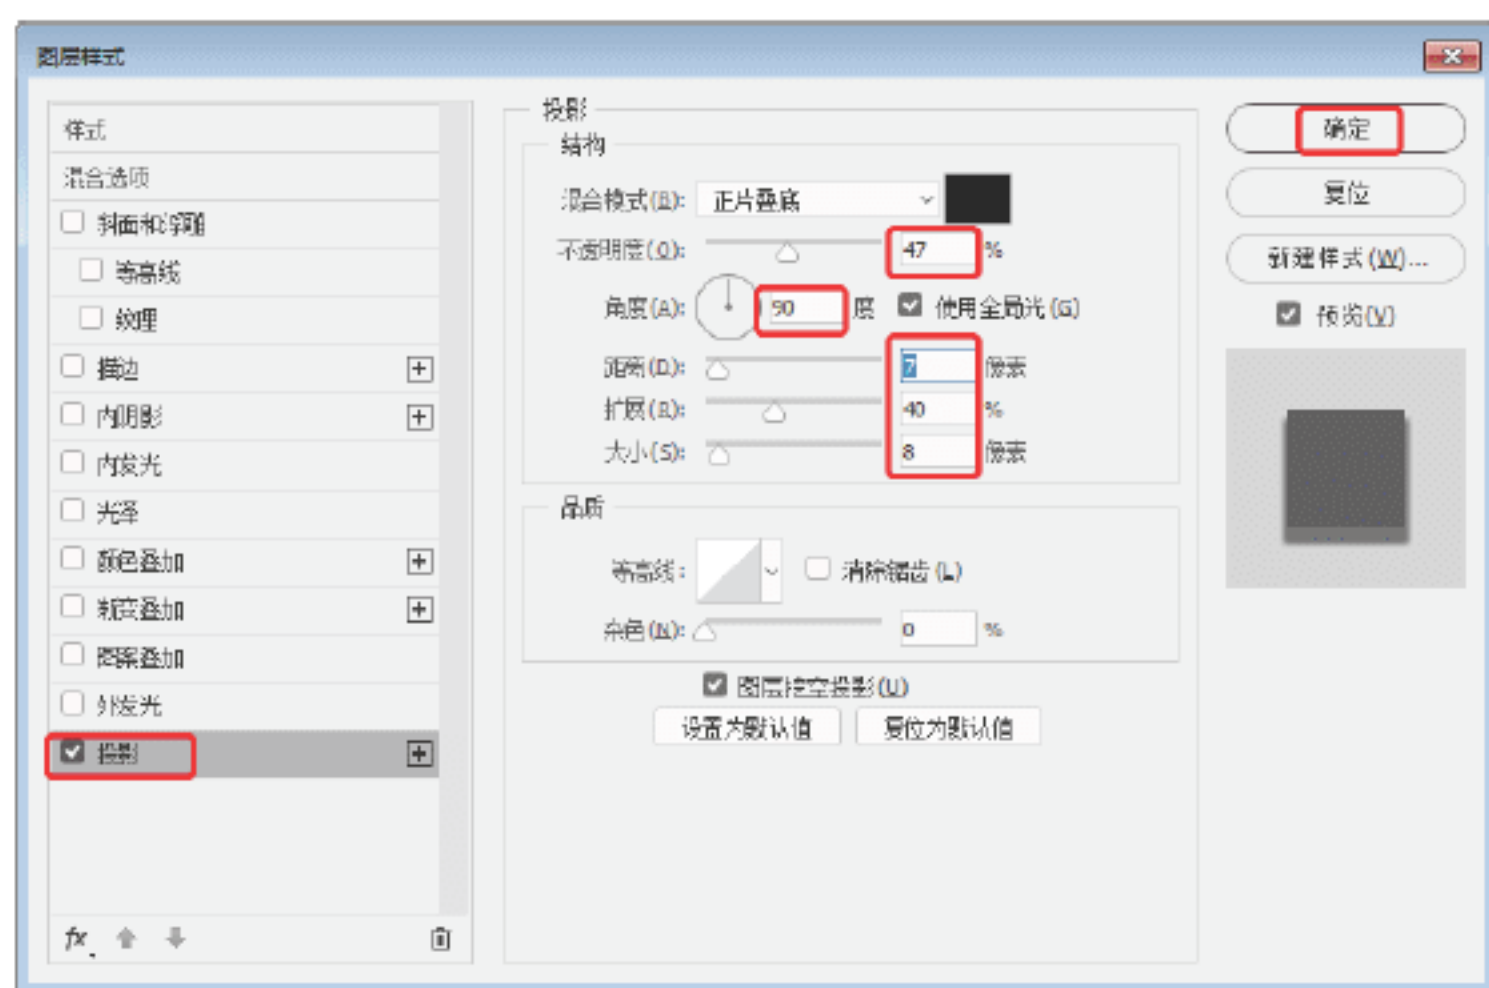 图层样式
样式
混合选项
斜面和浮雕
等高线
纹理
描边
内阴影
内发光
光泽
颜色叠加
渐变叠加
图案叠加
外发光
投影
fx
投影
结构
混合模式(B): 正片叠底
不透明度(O): 47 %
角度(A): 90 度 使用全局光(G)
距离(D): 7 像素
扩展(R): 40 %
大小(S): 8 像素
品质
等高线: 消除锯齿(L)
杂色(N): 0 %
图层挖空投影(U)
设置为默认值 复位为默认值
确定
复位
新建样式(W)...
预览(V)